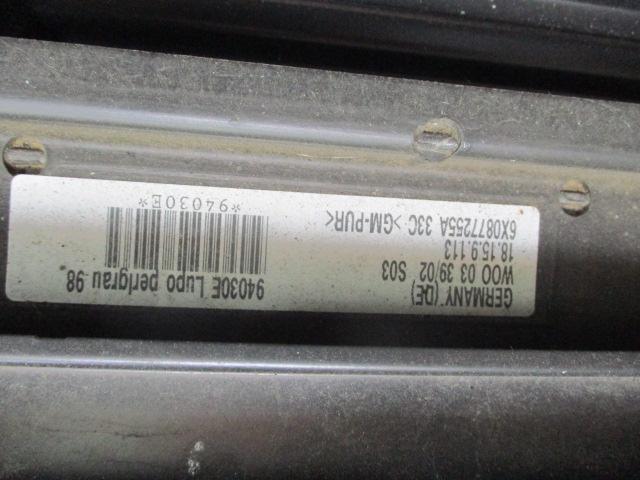 6X0877255A 33C >GM-PUR<
18.15.9.113
WOO 03 39/02 S03
GERMANY (DE)
*94030E*
94030E Lupo perlgrau 98